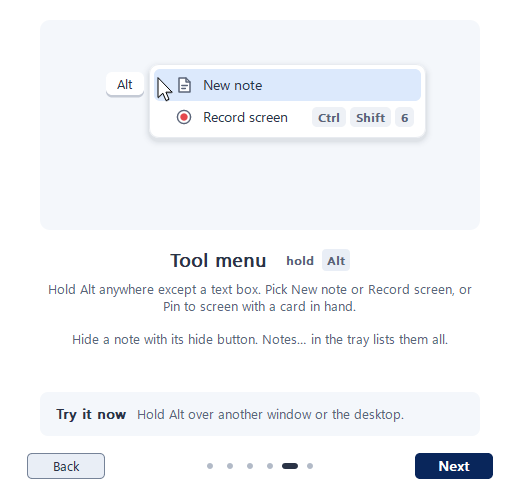 Alt
New note
Record screen Ctrl Shift 6
Tool menu hold Alt
Hold Alt anywhere except a text box. Pick New note or Record screen, or
Pin to screen with a card in hand.
Hide a note with its hide button. Notes... in the tray lists them all.
Try it now Hold Alt over another window or the desktop.
Back Next